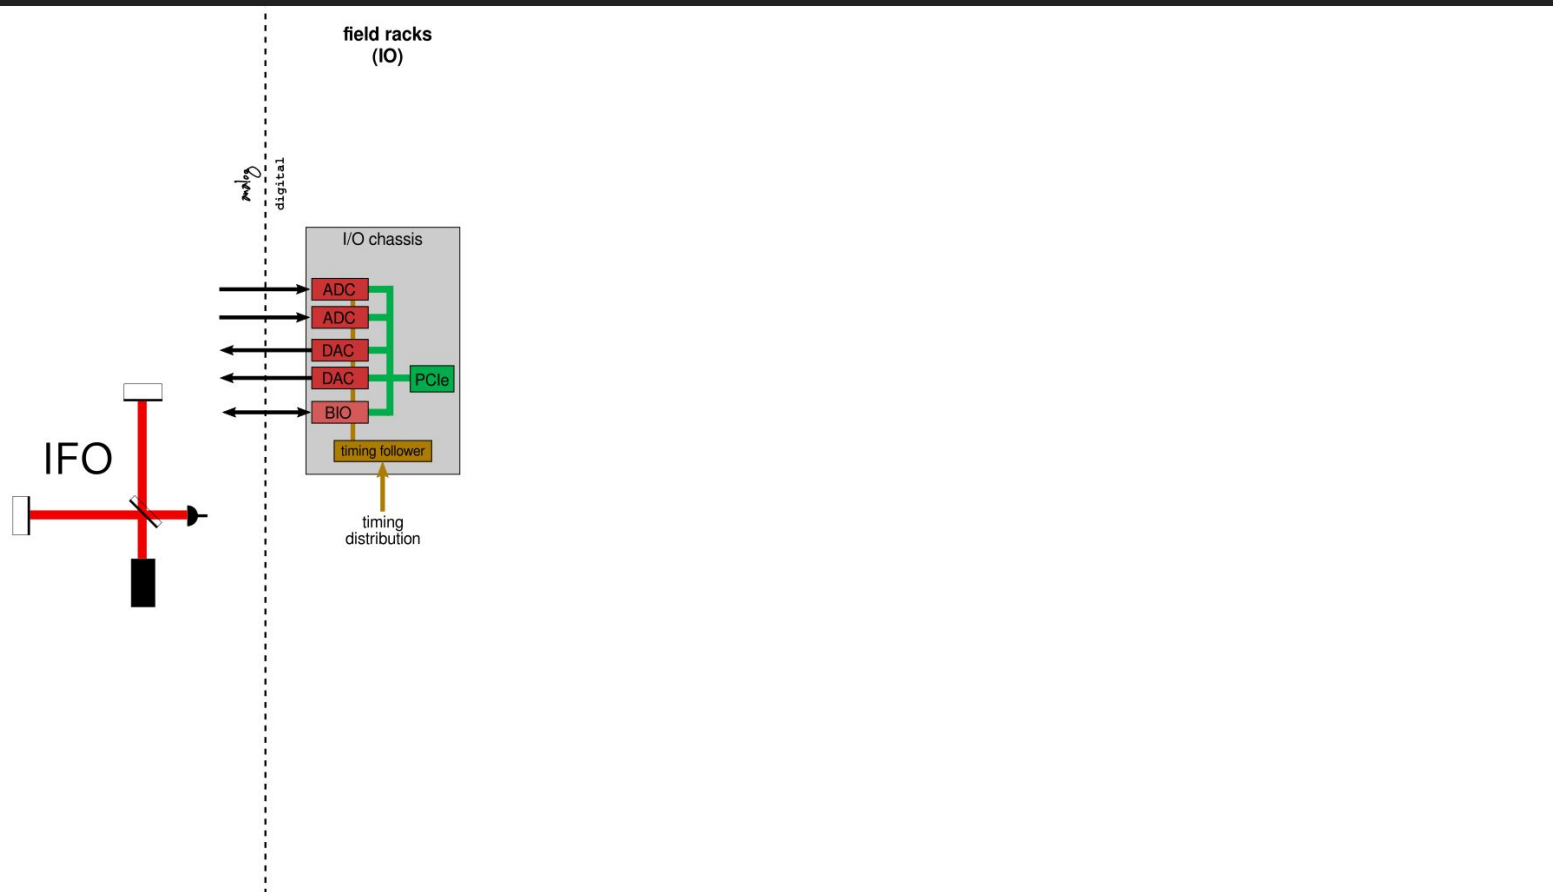 field racks
(IO)
analog
digital
I/O chassis
ADC
ADC
DAC
DAC
PCIe
BIO
timing follower
IFO
timing
distribution